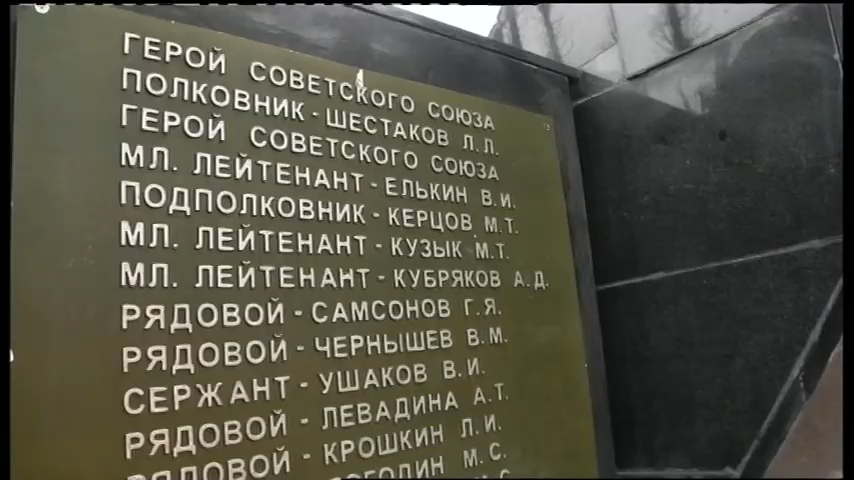 ГЕРОЙ СОВЕТСКОГО СОЮЗА
ПОЛКОВНИК - ШЕСТАКОВ Л.Л.
ГЕРОЙ СОВЕТСКОГО СОЮЗА
МЛ. ЛЕЙТЕНАНТ - ЕЛЬКИН В.И.
ПОДПОЛКОВНИК - КЕРЦОВ М.Т.
МЛ. ЛЕЙТЕНАНТ - КУЗЫК М.Т.
МЛ. ЛЕЙТЕНАНТ - КУБРЯКОВ А.Д.
РЯДОВОЙ - САМСОНОВ Г.Я.
РЯДОВОЙ - ЧЕРНЫШЕВ В.М.
СЕРЖАНТ - УШАКОВ В.И.
РЯДОВОЙ - ЛЕВАДИНА А.Т.
РЯДОВОЙ - КРОШКИН Л.И.
РЯДОВОЙ - М.С.